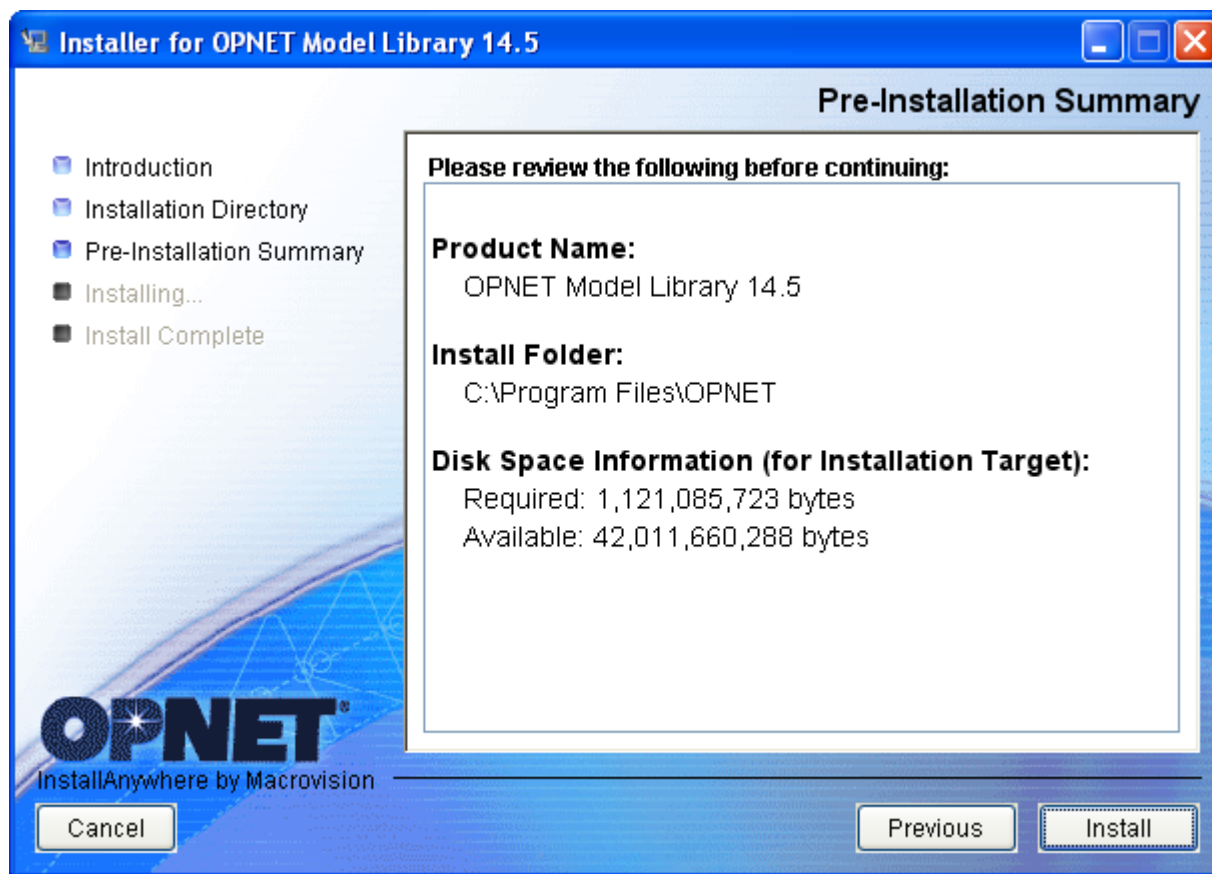 Installer for OPNET Model Library 14.5
Pre-Installation Summary
Introduction
Installation Directory
Pre-Installation Summary
Installing...
Install Complete
Please review the following before continuing:
Product Name:
OPNET Model Library 14.5
Install Folder:
C:\Program Files\OPNET
Disk Space Information (for Installation Target):
Required: 1,121,085,723 bytes
Available: 42,011,660,288 bytes
OPNET®
InstallAnywhere by Macrovision
Cancel
Previous
Install